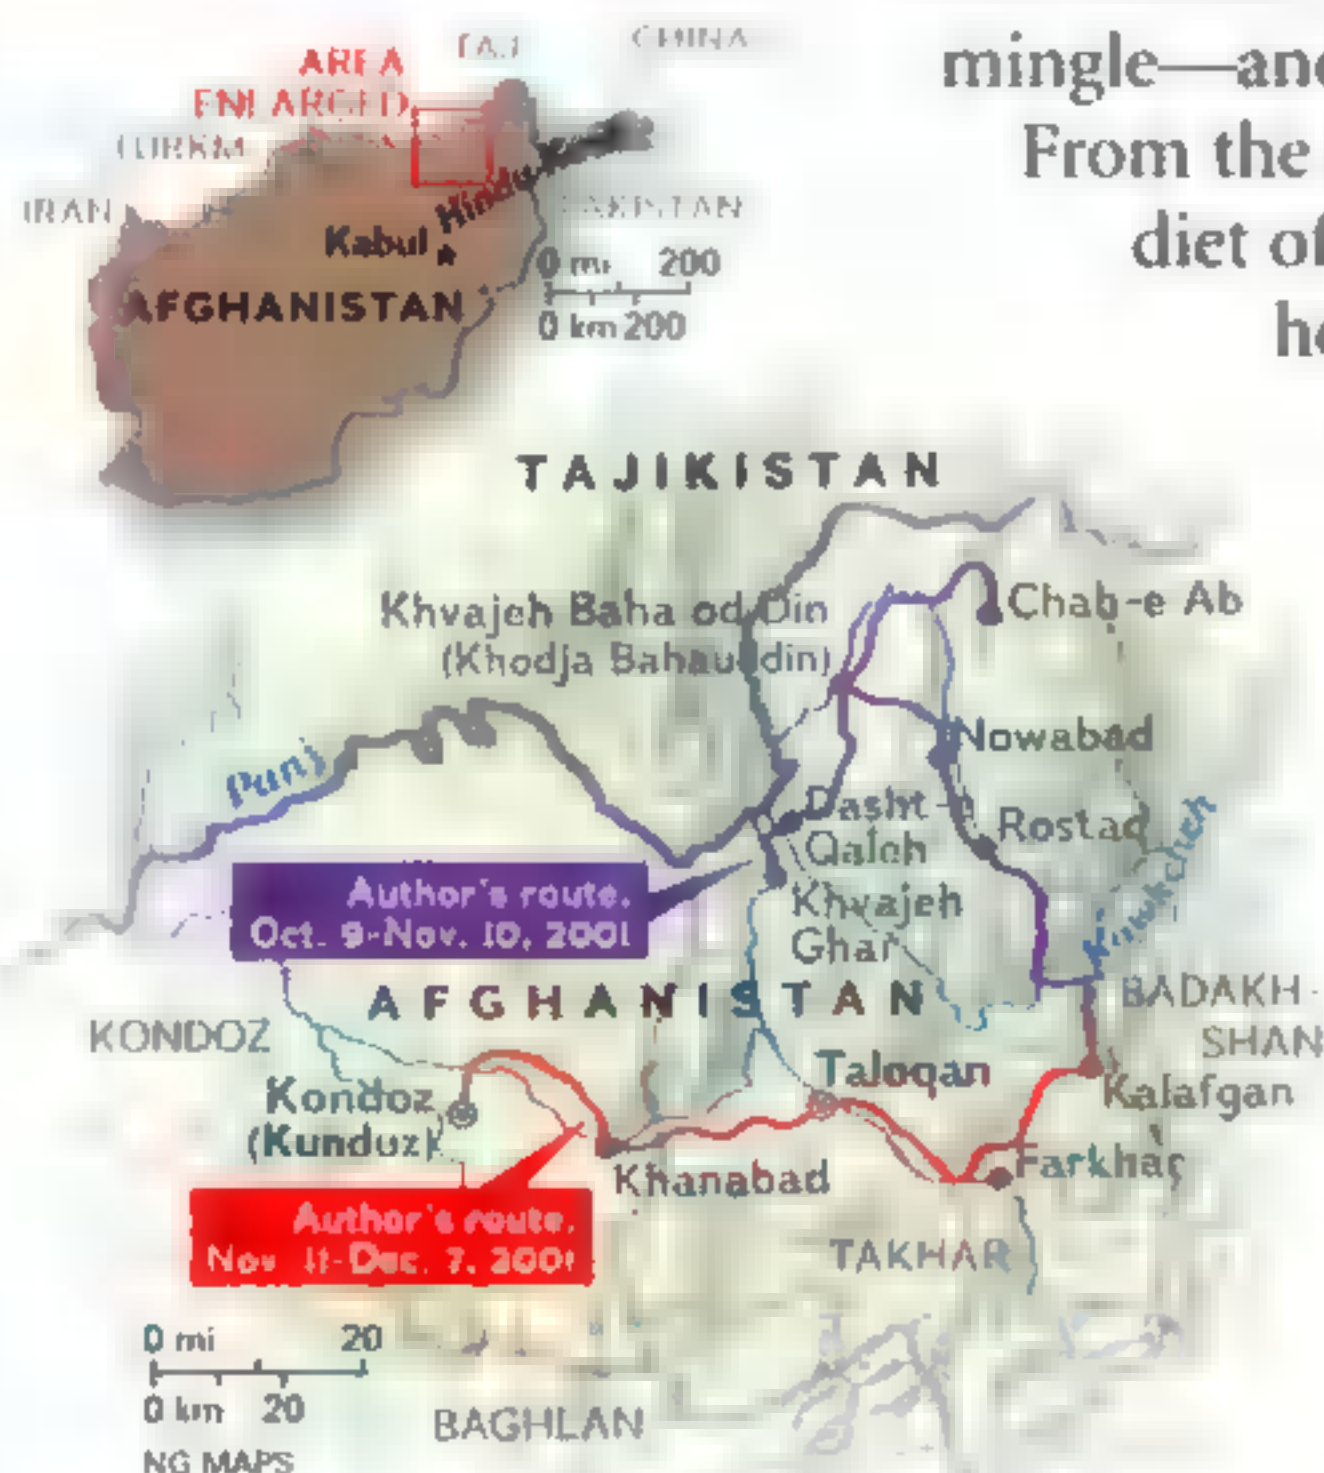 AREA
ENLARGED
TAJ.
CHINA
TURKM.
IRAN
PAKISTAN
Hindu Kush
Kabul
AFGHANISTAN
0 mi 200
0 km 200
mingle—and
From the
diet of
TAJIKISTAN
Khvajeh Baha od Din
(Khodja Bahauddin)
Chah-e Ab
Nowabad
Panj
Dasht-e
Qaleh
Rostaq
Kowkcheh
Author's route,
Oct. 9-Nov. 10, 2001
Khvajeh
Ghar
AFGHANISTAN
BADAKH-
SHAN
KONDOZ
Kondoz
(Kunduz)
Taloqan
Kalafgan
Khanabad
Farkhar
Author's route,
Nov. 11-Dec. 7, 2001
TAKHAR
0 mi 20
0 km 20
BAGHLAN
NG MAPS